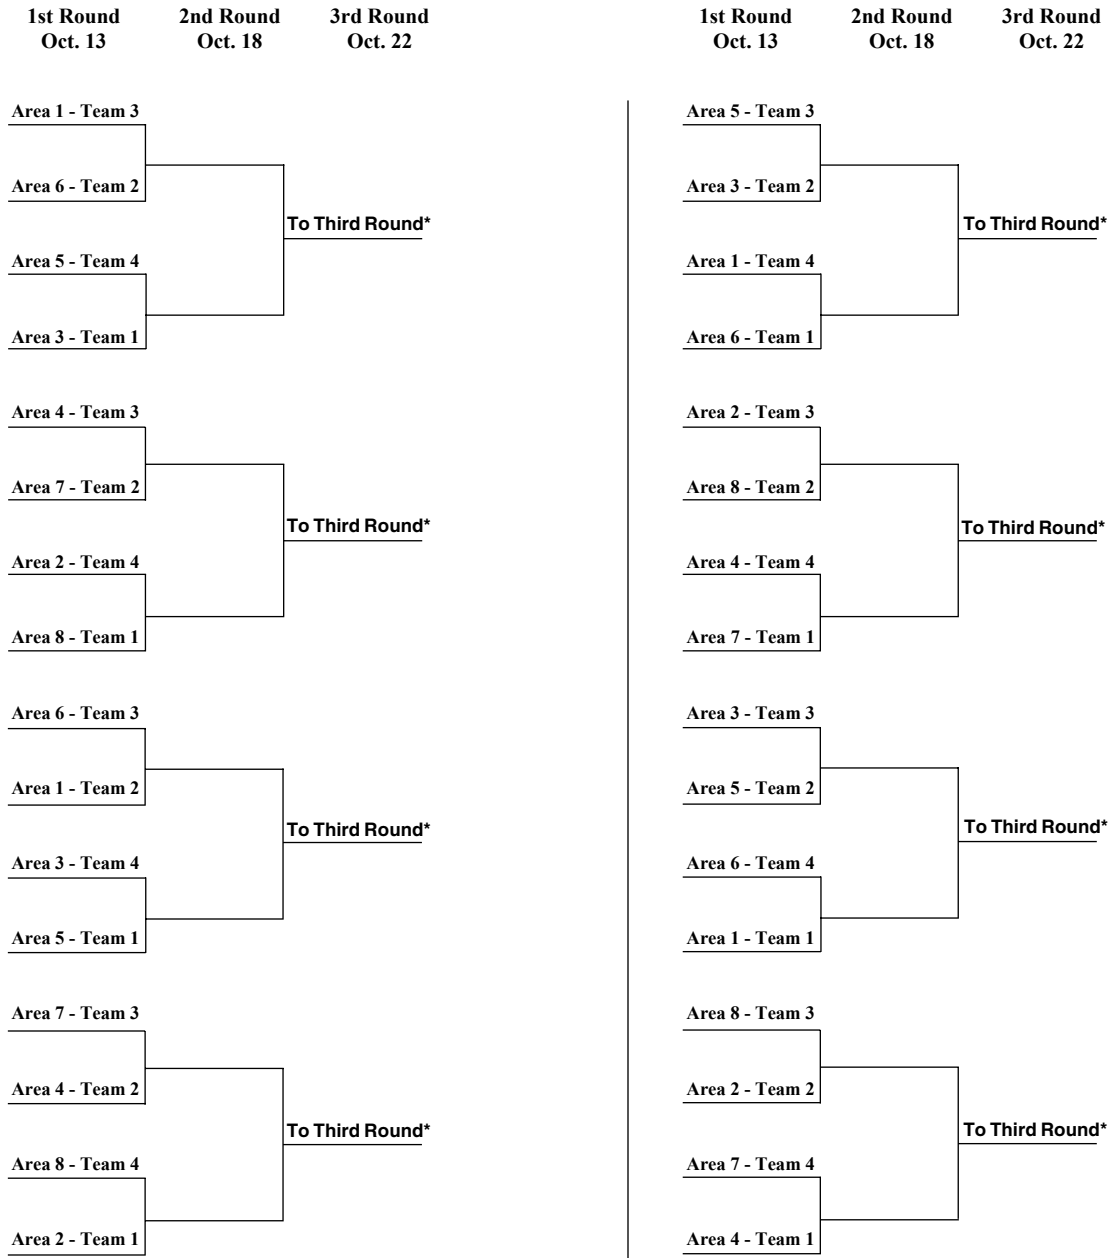 1st Round 2nd Round 3rd Round
Oct. 13 Oct. 18 Oct. 22
Area 1 - Team 3
Area 6 - Team 2
To Third Round*
Area 5 - Team 4
Area 3 - Team 1
Area 4 - Team 3
Area 7 - Team 2
To Third Round*
Area 2 - Team 4
Area 8 - Team 1
Area 6 - Team 3
Area 1 - Team 2
To Third Round*
Area 3 - Team 4
Area 5 - Team 1
Area 7 - Team 3
Area 4 - Team 2
To Third Round*
Area 8 - Team 4
Area 2 - Team 1
1st Round 2nd Round 3rd Round
Oct. 13 Oct. 18 Oct. 22
Area 5 - Team 3
Area 3 - Team 2
To Third Round*
Area 1 - Team 4
Area 6 - Team 1
Area 2 - Team 3
Area 8 - Team 2
To Third Round*
Area 4 - Team 4
Area 7 - Team 1
Area 3 - Team 3
Area 5 - Team 2
To Third Round*
Area 6 - Team 4
Area 1 - Team 1
Area 8 - Team 3
Area 2 - Team 2
To Third Round*
Area 7 - Team 4
Area 4 - Team 1